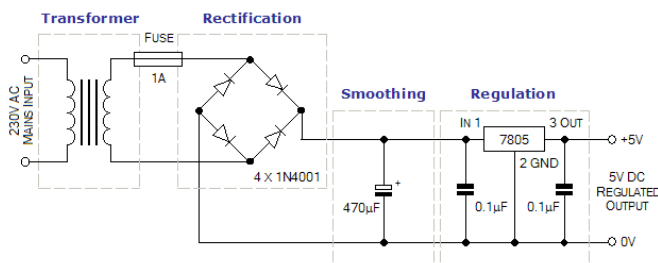 Transformer
Rectification
FUSE
1A
230V AC
MAINS INPUT
4 X 1N4001
Smoothing
Regulation
+
470µF
IN 1
7805
3 OUT
2 GND
0.1µF
0.1µF
+5V
5V DC
REGULATED
OUTPUT
0V